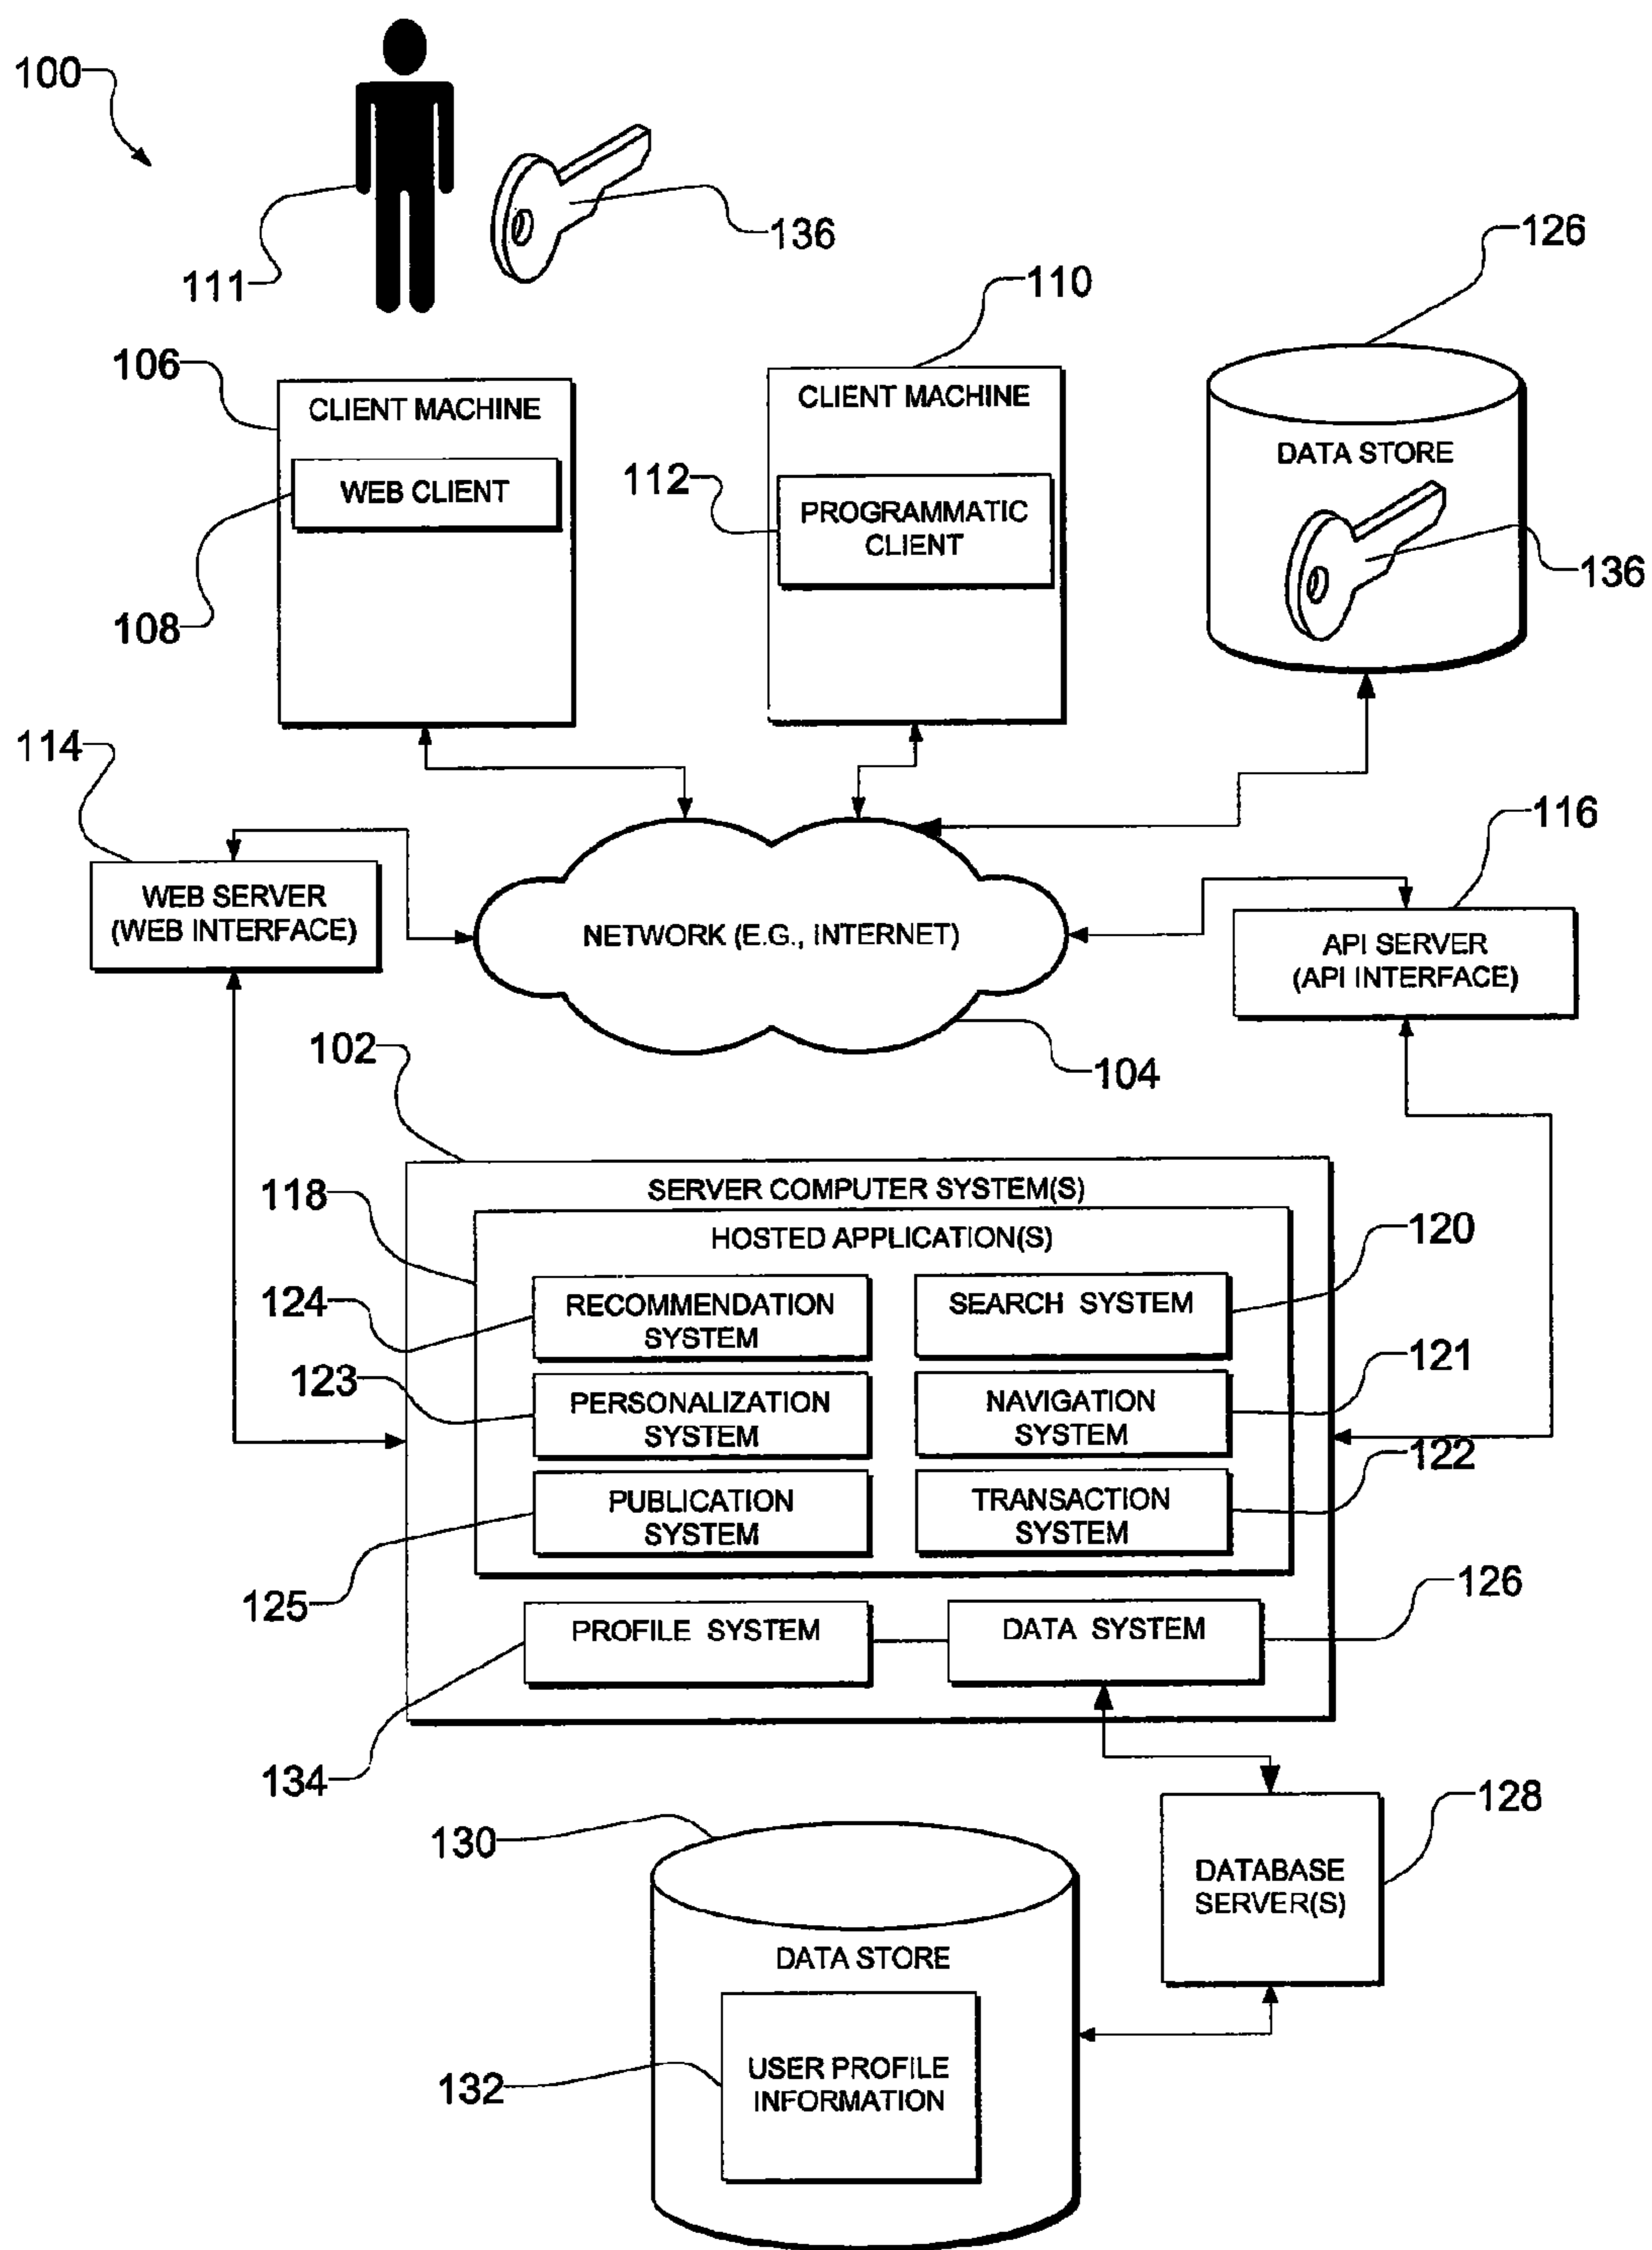 100
111
136
110
126
106
CLIENT MACHINE
WEB CLIENT
108
CLIENT MACHINE
112
PROGRAMMATIC
CLIENT
DATA STORE
136
114
WEB SERVER
(WEB INTERFACE)
NETWORK (E.G., INTERNET)
104
116
API SERVER
(API INTERFACE)
102
SERVER COMPUTER SYSTEM(S)
118
HOSTED APPLICATION(S)
124
RECOMMENDATION
SYSTEM
SEARCH SYSTEM
120
123
PERSONALIZATION
SYSTEM
NAVIGATION
SYSTEM
121
125
PUBLICATION
SYSTEM
TRANSACTION
SYSTEM
122
PROFILE SYSTEM
134
DATA SYSTEM
126
128
DATABASE
SERVER(S)
130
DATA STORE
132
USER PROFILE
INFORMATION